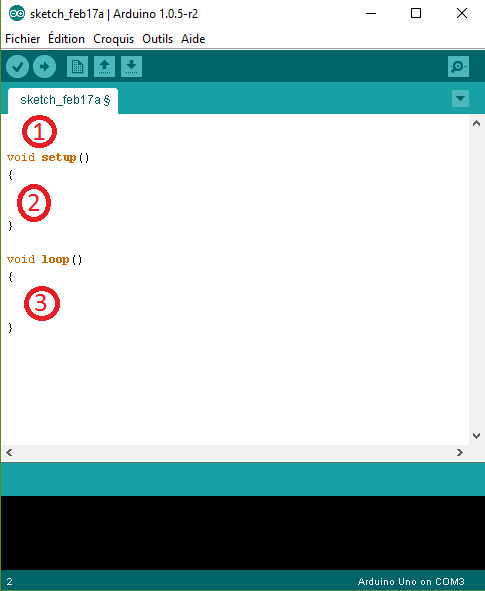 sketch_feb17a | Arduino 1.0.5-r2
Fichier Édition Croquis Outils Aide
sketch_feb17a §
1
void setup()
{
2
}
void loop()
{
3
}
2 Arduino Uno on COM3